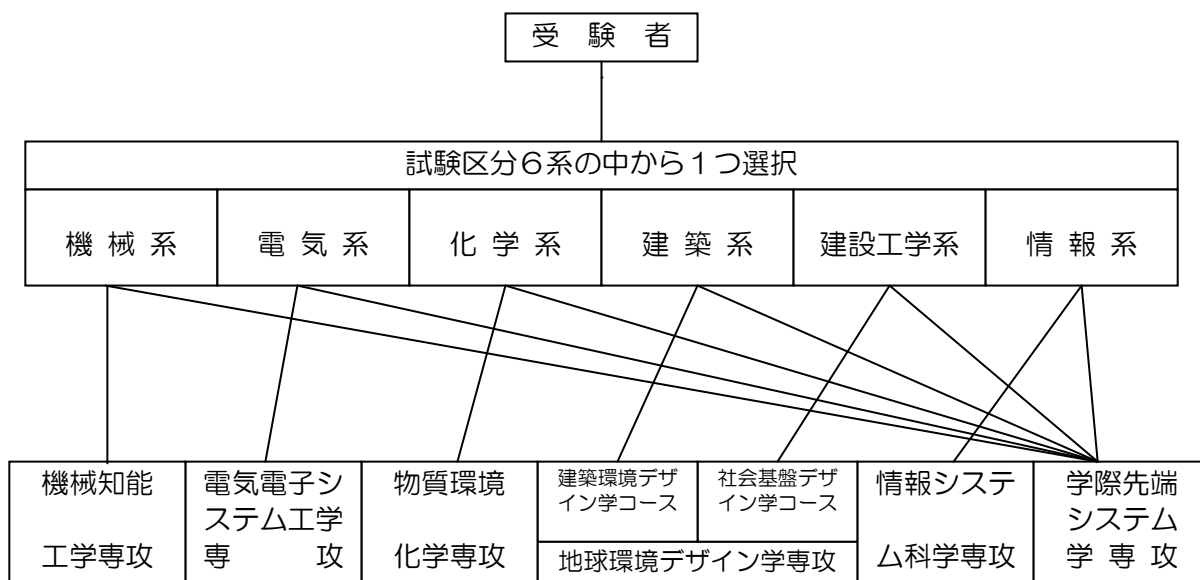 受 験 者
試験区分6系の中から1つ選択
機 械 系
電 気 系
化 学 系
建 築 系
建設工学系
情 報 系
機械知能
工学専攻
電気電子シ
ステム工学
専 攻
物質環境
化学専攻
建築環境デザ
イン学コース
社会基盤デザ
イン学コース
地球環境デザイン学専攻
情報システ
ム科学専攻
学際先端
システム
学 専 攻